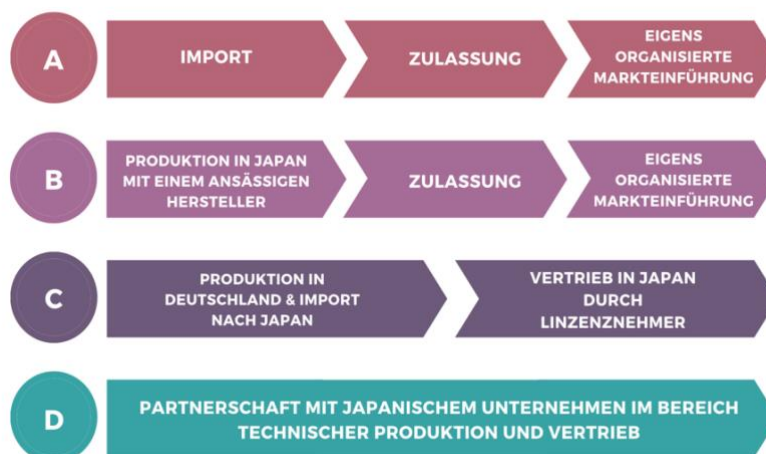 A
IMPORT
ZULASSUNG
EIGENS
ORGANISIERTE
MARKTEINFÜHRUNG
B
PRODUKTION IN JAPAN
MIT EINEM ANSÄSSIGEN
HERSTELLER
ZULASSUNG
EIGENS
ORGANISIERTE
MARKTEINFÜHRUNG
C
PRODUKTION IN
DEUTSCHLAND & IMPORT
NACH JAPAN
VERTRIEB IN JAPAN
DURCH
LINZENZNEHMER
D
PARTNERSCHAFT MIT JAPANISCHEM UNTERNEHMEN IM BEREICH
TECHNISCHER PRODUKTION UND VERTRIEB